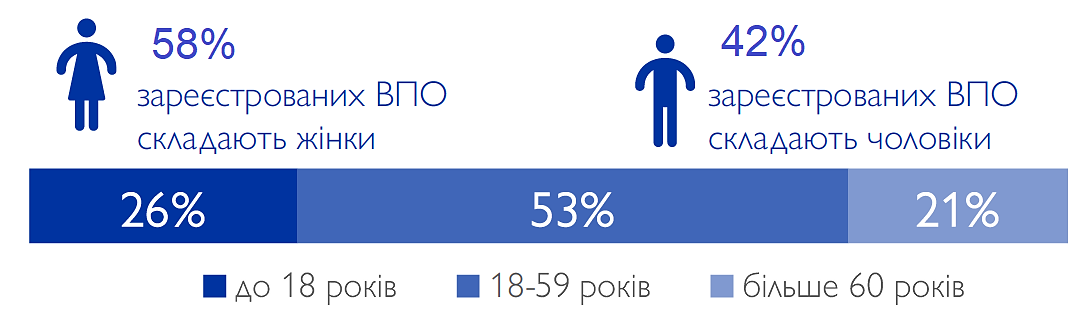 58%
зареєстрованих ВПО
складають жінки
42%
зареєстрованих ВПО
складають чоловіки
26% 53% 21%
до 18 років 18-59 років більше 60 років